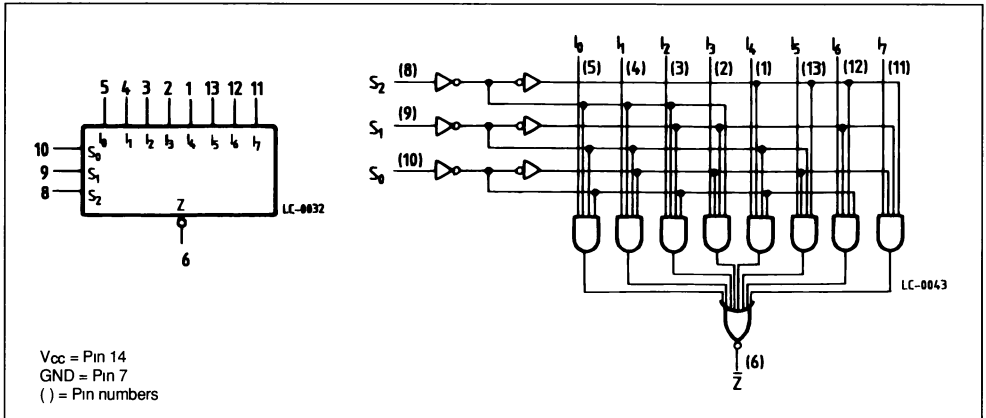 5 4 3 2 1 13 12 11
I₀ I₁ I₂ I₃ I₄ I₅ I₆ I₇
10 S₀
9 S₁
8 S₂
Z
LC-0032
6
I₀ I₁ I₂ I₃ I₄ I₅ I₆ I₇
(5) (4) (3) (2) (1) (13) (12) (11)
S₂ (8)
S₁ (9)
S₀ (10)
LC-0043
(6)
Z̅
Vcc = Pin 14
GND = Pin 7
( ) = Pin numbers